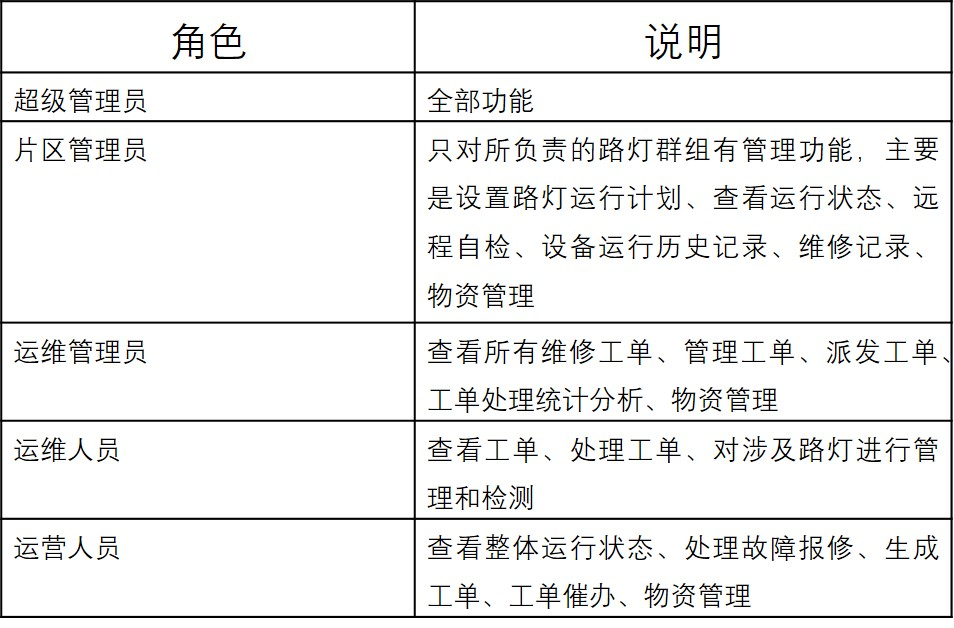 角色
说明
超级管理员
全部功能
片区管理员
只对所负责的路灯群组有管理功能，主要
是设置路灯运行计划、查看运行状态、远
程自检、设备运行历史记录、维修记录、
物资管理
运维管理员
查看所有维修工单、管理工单、派发工单、
工单处理统计分析、物资管理
运维人员
查看工单、处理工单、对涉及路灯进行管
理和检测
运营人员
查看整体运行状态、处理故障报修、生成
工单、工单催办、物资管理